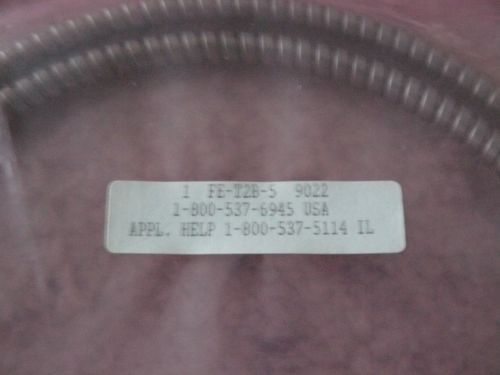 1 FE-T2B-5 9022
1-800-537-6945 USA
APPL. HELP 1-800-537-5114 IL